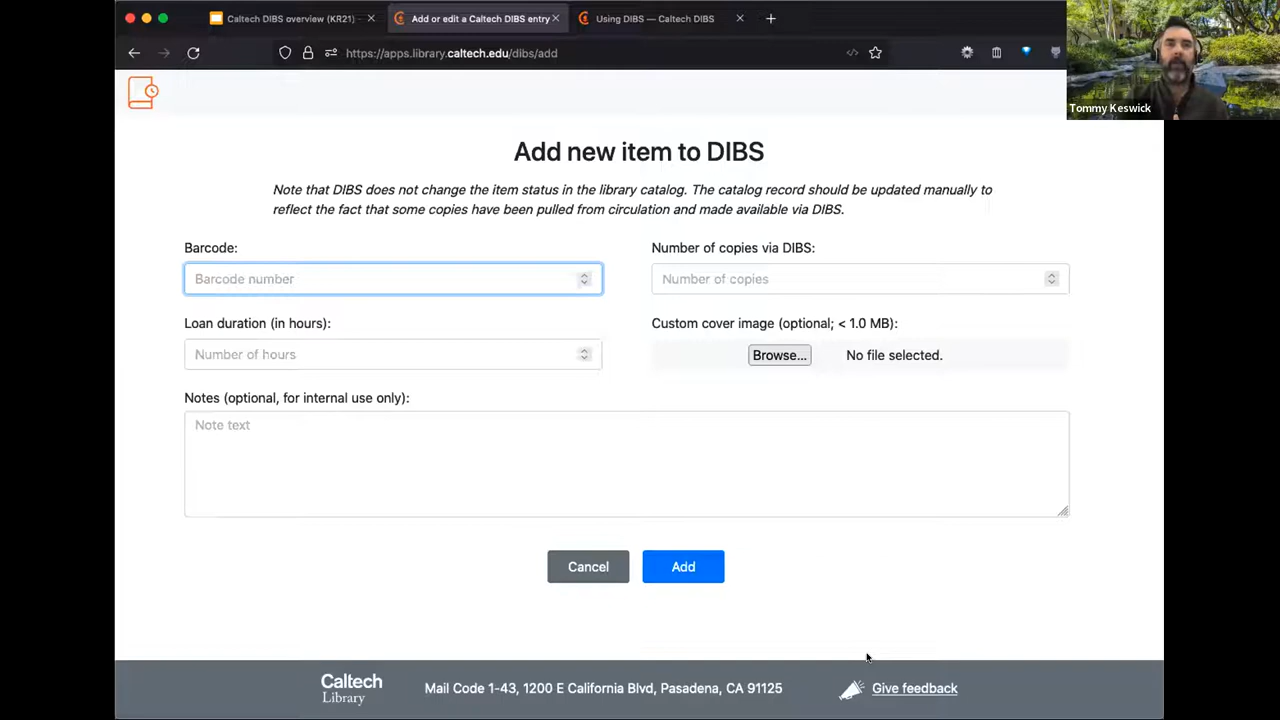 Caltech DIBS overview (KR21) -
Add or edit a Caltech DIBS entry
Using DIBS — Caltech DIBS
https://apps.library.caltech.edu/dibs/add
Tommy Keswick
Add new item to DIBS
Note that DIBS does not change the item status in the library catalog. The catalog record should be updated manually to
reflect the fact that some copies have been pulled from circulation and made available via DIBS.
Barcode:
Number of copies via DIBS:
Barcode number
Number of copies
Loan duration (in hours):
Custom cover image (optional; < 1.0 MB):
Number of hours
Browse...
No file selected.
Notes (optional, for internal use only):
Note text
Cancel
Add
Caltech
Library
Mail Code 1-43, 1200 E California Blvd, Pasadena, CA 91125
Give feedback